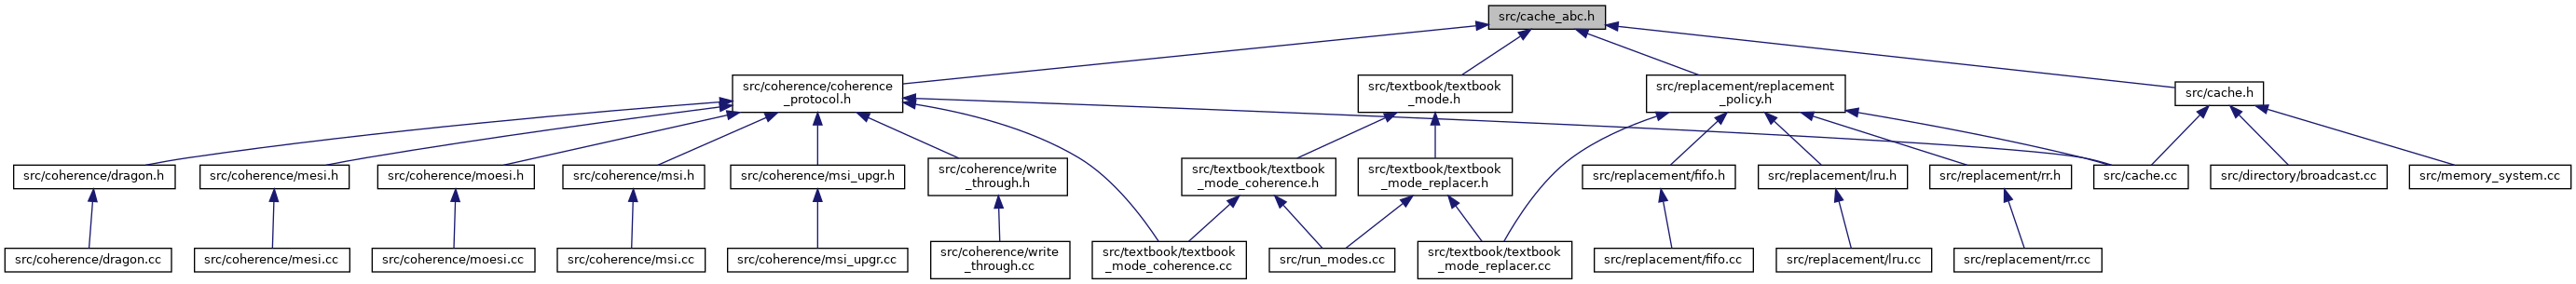 src/cache_abc.h
src/coherence/coherence
_protocol.h
src/textbook/textbook
_mode.h
src/replacement/replacement
_policy.h
src/cache.h
src/coherence/dragon.h
src/coherence/mesi.h
src/coherence/moesi.h
src/coherence/msi.h
src/coherence/msi_upgr.h
src/coherence/write
_through.h
src/textbook/textbook
_mode_coherence.h
src/textbook/textbook
_mode_replacer.h
src/replacement/fifo.h
src/replacement/lru.h
src/replacement/rr.h
src/cache.cc
src/directory/broadcast.cc
src/memory_system.cc
src/coherence/dragon.cc
src/coherence/mesi.cc
src/coherence/moesi.cc
src/coherence/msi.cc
src/coherence/msi_upgr.cc
src/coherence/write
_through.cc
src/textbook/textbook
_mode_coherence.cc
src/run_modes.cc
src/textbook/textbook
_mode_replacer.cc
src/replacement/fifo.cc
src/replacement/lru.cc
src/replacement/rr.cc